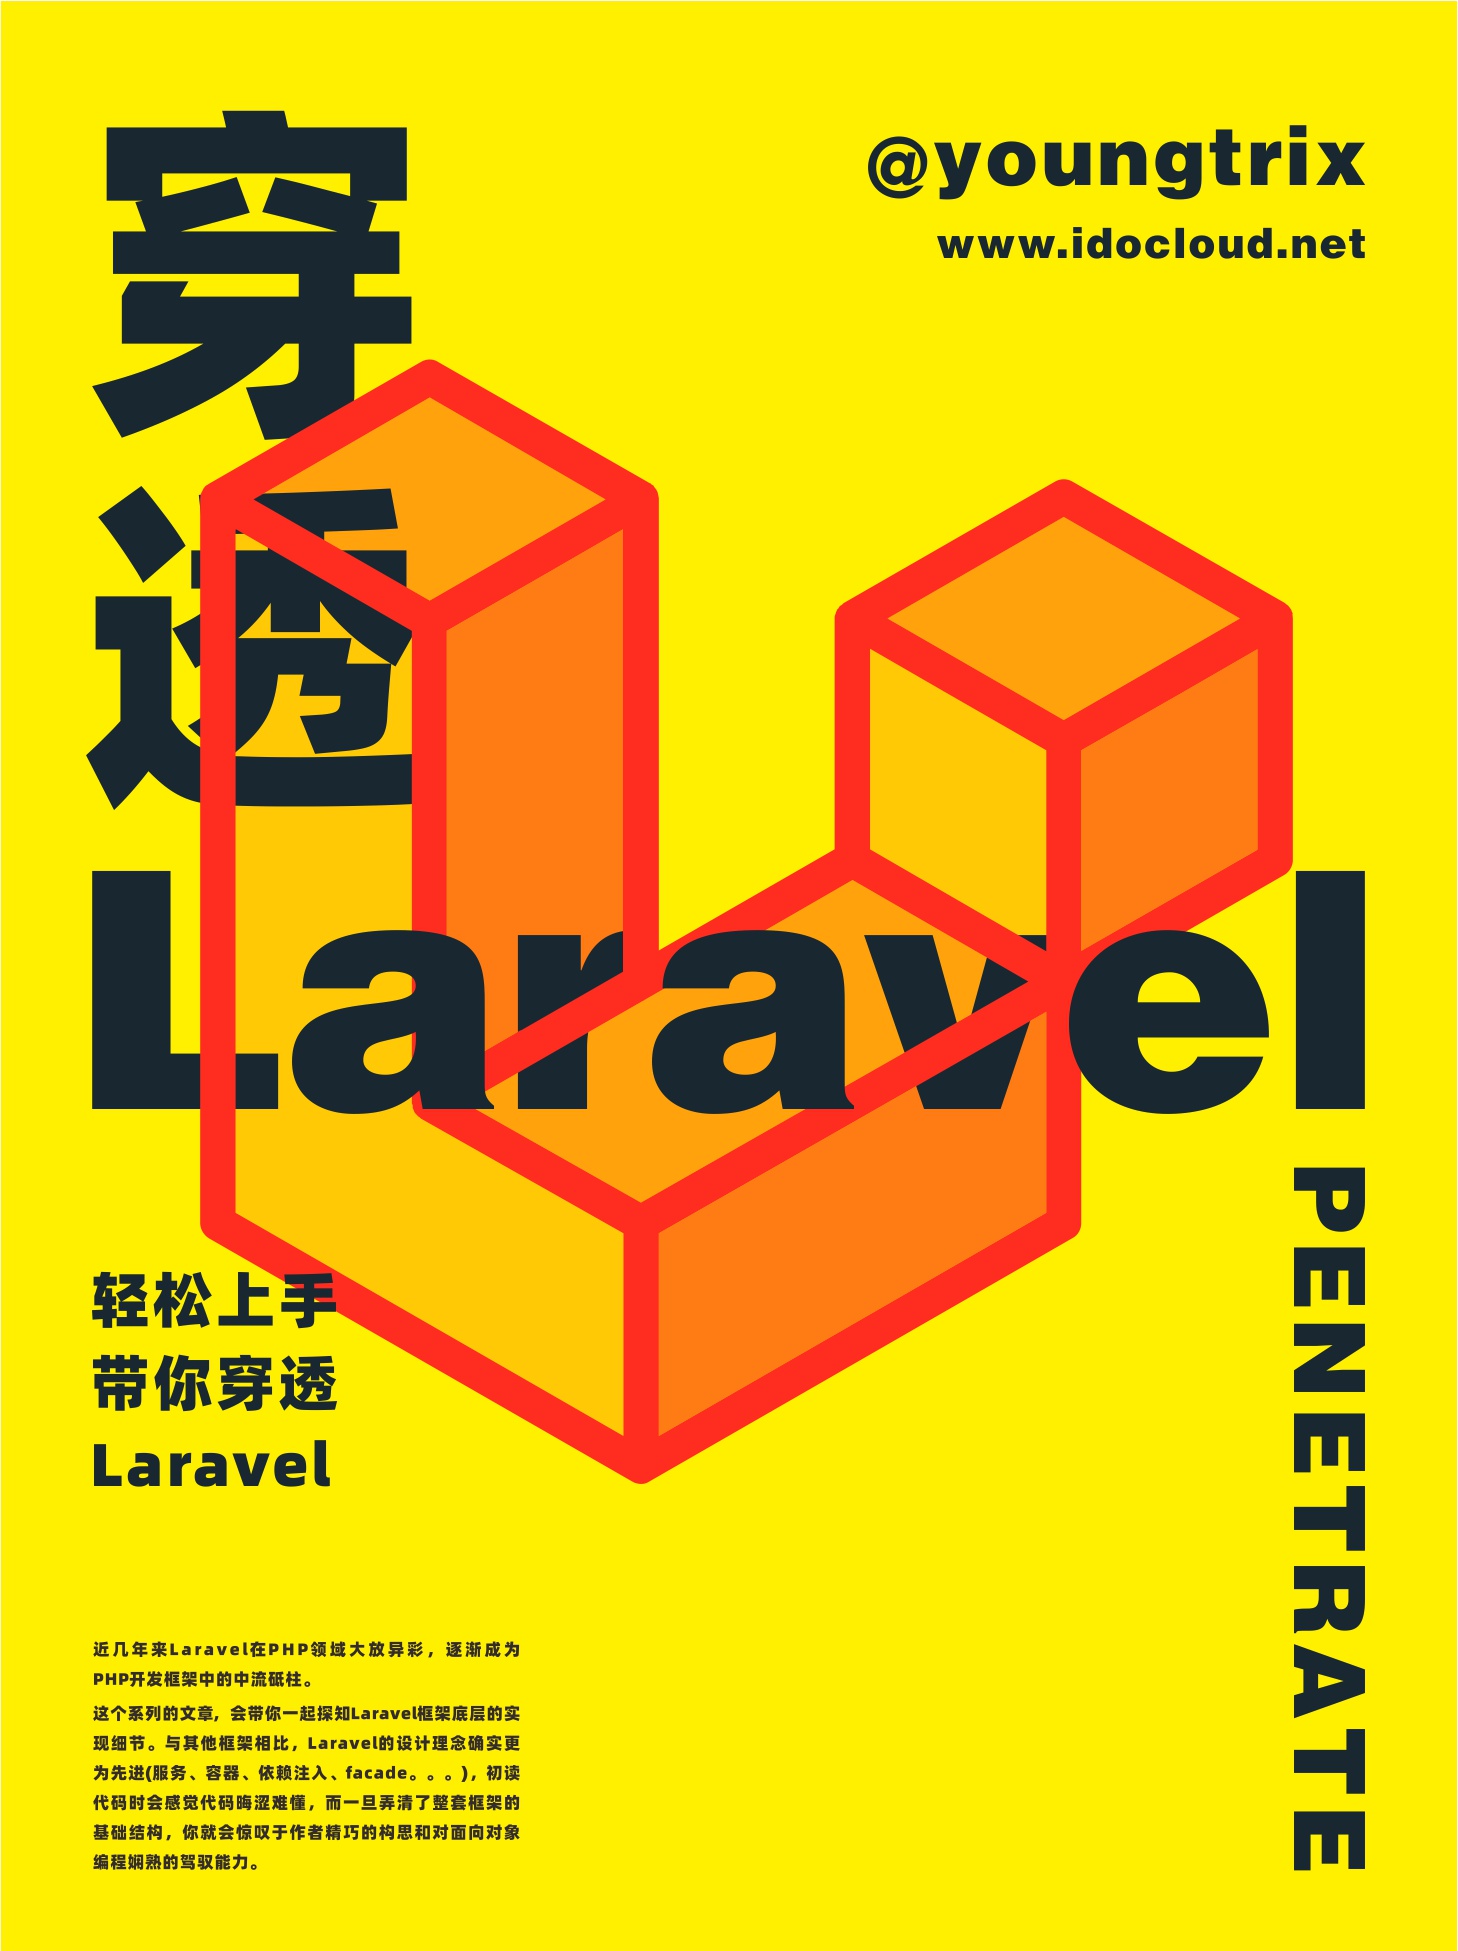 穿透
@youngtrix
www.idocloud.net
Laravel
PENETRATE
轻松上手
带你穿透
Laravel
近几年来Laravel在PHP领域大放异彩，逐渐成为
PHP开发框架中的中流砥柱。
这个系列的文章，会带你一起探知Laravel框架底层的实
现细节。与其他框架相比，Laravel的设计理念确实更
为先进(服务、容器、依赖注入、facade。。。)，初读
代码时会感觉代码晦涩难懂，而一旦弄清了整套框架的
基础结构，你就会惊叹于作者精巧的构思和对面向对象
编程娴熟的驾驭能力。